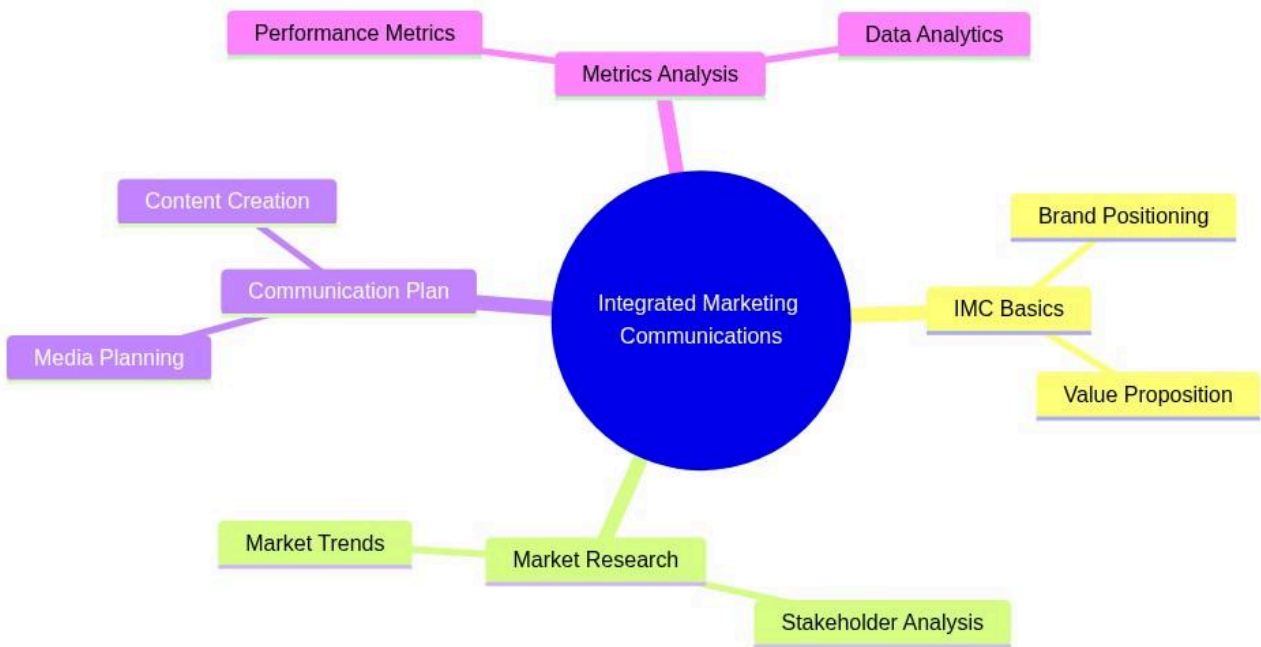 Performance Metrics
Data Analytics
Metrics Analysis
Content Creation
Brand Positioning
Communication Plan
Integrated Marketing
Communications
IMC Basics
Media Planning
Value Proposition
Market Trends
Market Research
Stakeholder Analysis